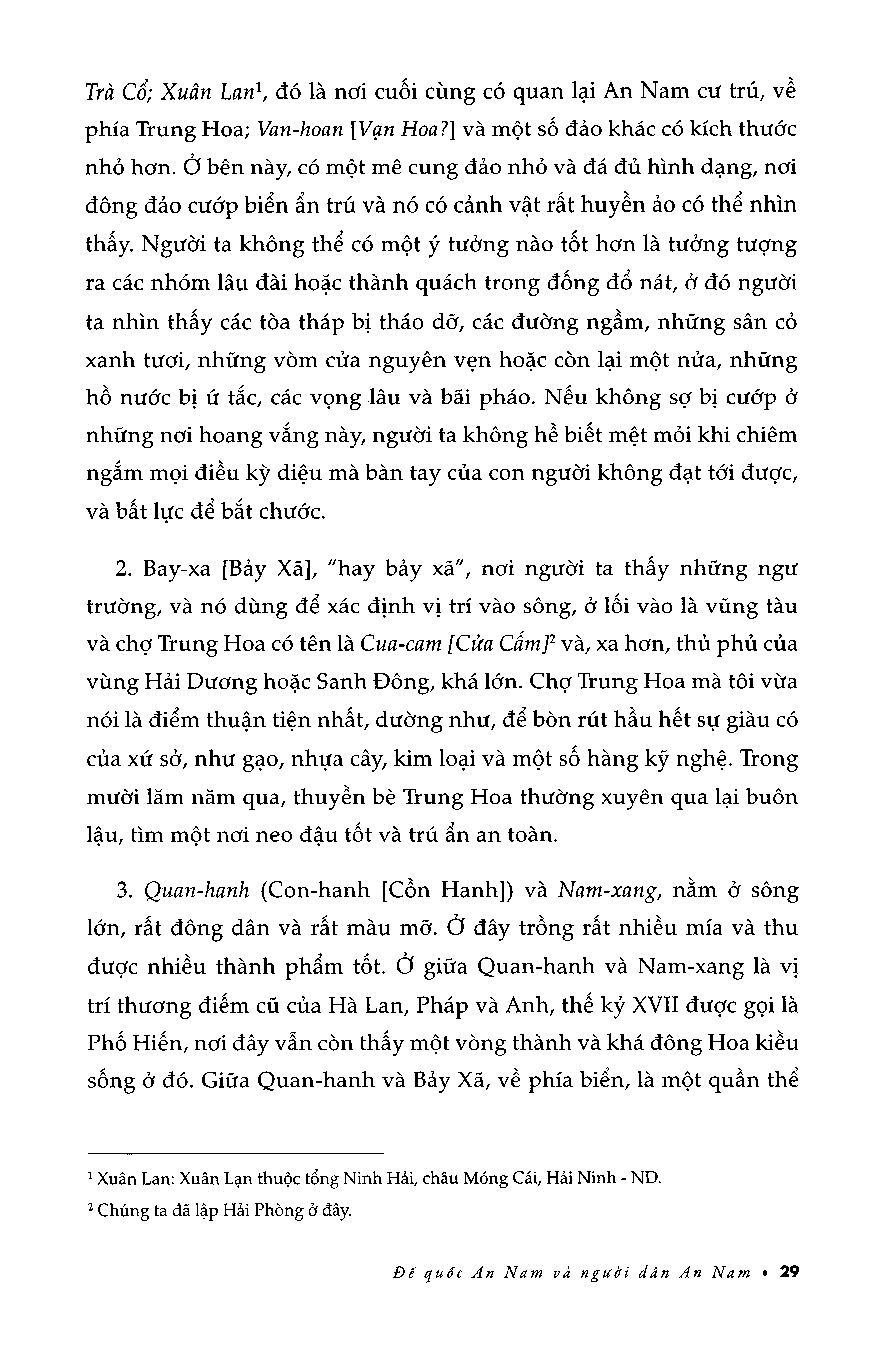 Trà Cổ; Xuân Lan¹, đó là nơi cuối cùng có quan lại An Nam cư trú, về
phía Trung Hoa; Van-hoan [Vạn Hoa?] và một số đảo khác có kích thước
nhỏ hơn. Ở bên này, có một mê cung đảo nhỏ và đá đủ hình dạng, nơi
đông đảo cướp biển ẩn trú và nó có cảnh vật rất huyền ảo có thể nhìn
thấy. Người ta không thể có một ý tưởng nào tốt hơn là tưởng tượng
ra các nhóm lâu đài hoặc thành quách trong đống đổ nát, ở đó người
ta nhìn thấy các tòa tháp bị tháo dỡ, các đường ngầm, những sân cỏ
xanh tươi, những vòm cửa nguyên vẹn hoặc còn lại một nửa, những
hồ nước bị ứ tắc, các vọng lâu và bãi pháo. Nếu không sợ bị cướp ở
những nơi hoang vắng này, người ta không hề biết mệt mỏi khi chiêm
ngắm mọi điều kỳ diệu mà bàn tay của con người không đạt tới được,
và bất lực để bắt chước.
2. Bay-xa [Bảy Xã], "hay bảy xã", nơi người ta thấy những ngư
trường, và nó dùng để xác định vị trí vào sông, ở lối vào là vũng tàu
và chợ Trung Hoa có tên là Cua-cam [Cửa Cấm]² và, xa hơn, thủ phủ của
vùng Hải Dương hoặc Sanh Đông, khá lớn. Chợ Trung Hoa mà tôi vừa
nói là điểm thuận tiện nhất, dường như, để bòn rút hầu hết sự giàu có
của xứ sở, như gạo, nhựa cây, kim loại và một số hàng kỹ nghệ. Trong
mười lăm năm qua, thuyền bè Trung Hoa thường xuyên qua lại buôn
lậu, tìm một nơi neo đậu tốt và trú ẩn an toàn.
3. Quan-hanh (Con-hanh [Cồn Hanh]) và Nam-xang, nằm ở sông
lớn, rất đông dân và rất màu mỡ. Ở đây trồng rất nhiều mía và thu
được nhiều thành phẩm tốt. Ở giữa Quan-hanh và Nam-xang là vị
trí thương điếm cũ của Hà Lan, Pháp và Anh, thế kỷ XVII được gọi là
Phố Hiến, nơi đây vẫn còn thấy một vòng thành và khá đông Hoa kiều
sống ở đó. Giữa Quan-hanh và Bảy Xã, về phía biển, là một quần thể
¹ Xuân Lan: Xuân Lạn thuộc tổng Ninh Hải, châu Móng Cái, Hải Ninh - ND.
² Chúng ta đã lập Hải Phòng ở đây.
Đế quốc An Nam và người dân An Nam • 29